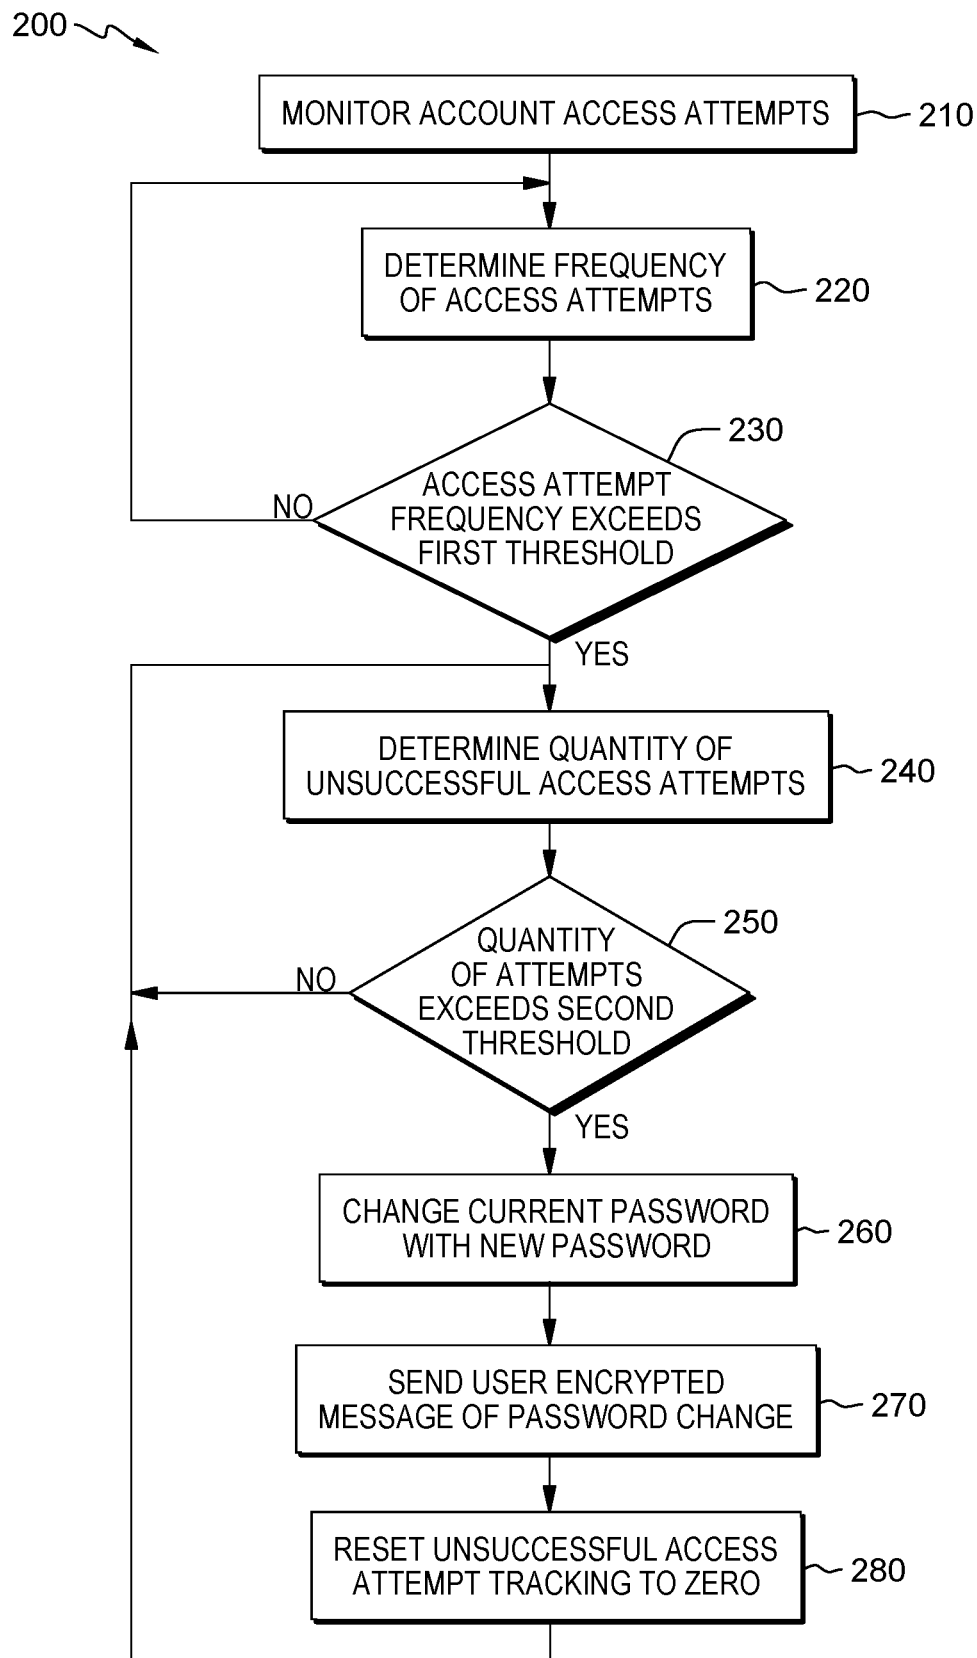 200
MONITOR ACCOUNT ACCESS ATTEMPTS
210
DETERMINE FREQUENCY
OF ACCESS ATTEMPTS
220
230
ACCESS ATTEMPT
FREQUENCY EXCEEDS
FIRST THRESHOLD
NO
YES
DETERMINE QUANTITY OF
UNSUCCESSFUL ACCESS ATTEMPTS
240
250
QUANTITY
OF ATTEMPTS
EXCEEDS SECOND
THRESHOLD
NO
YES
CHANGE CURRENT PASSWORD
WITH NEW PASSWORD
260
SEND USER ENCRYPTED
MESSAGE OF PASSWORD CHANGE
270
RESET UNSUCCESSFUL ACCESS
ATTEMPT TRACKING TO ZERO
280